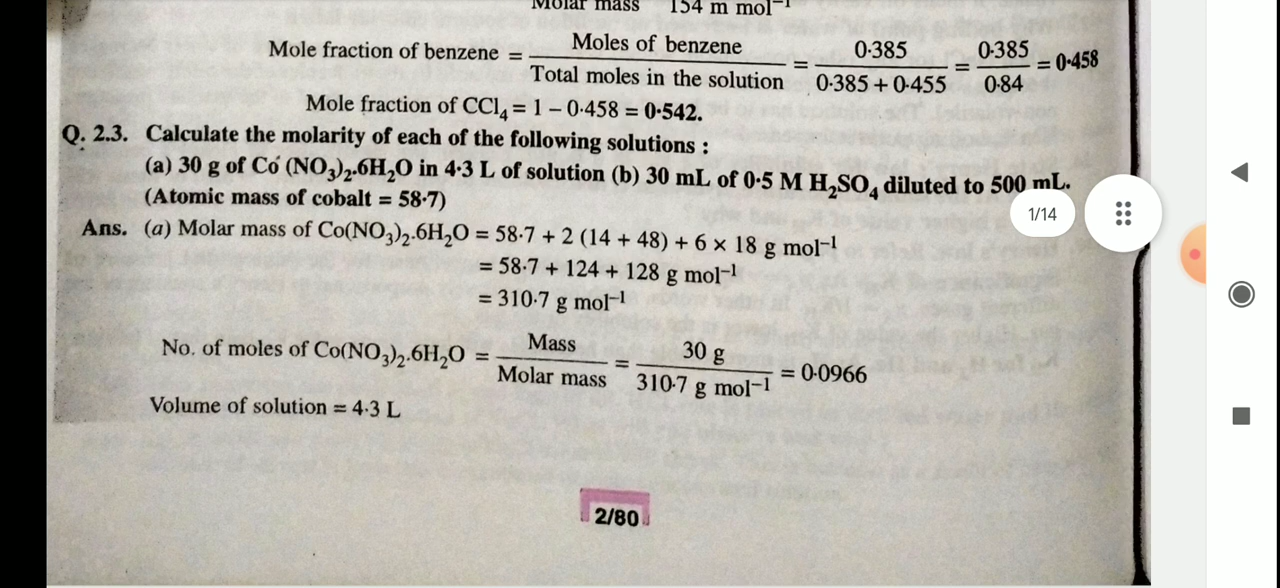 Molar mass 154 m mol⁻¹
Mole fraction of benzene = Moles of benzene / Total moles in the solution = 0·385 / 0·385 + 0·455 = 0·385 / 0·84 = 0·458
Mole fraction of CCl₄ = 1 – 0·458 = 0·542.
Q. 2.3. Calculate the molarity of each of the following solutions :
(a) 30 g of Co (NO₃)₂.6H₂O in 4·3 L of solution (b) 30 mL of 0·5 M H₂SO₄ diluted to 500 mL.
(Atomic mass of cobalt = 58·7)
1/14
Ans. (a) Molar mass of Co(NO₃)₂.6H₂O = 58·7 + 2 (14 + 48) + 6 × 18 g mol⁻¹
= 58·7 + 124 + 128 g mol⁻¹
= 310·7 g mol⁻¹
No. of moles of Co(NO₃)₂.6H₂O = Mass / Molar mass = 30 g / 310·7 g mol⁻¹ = 0·0966
Volume of solution = 4·3 L
2/80